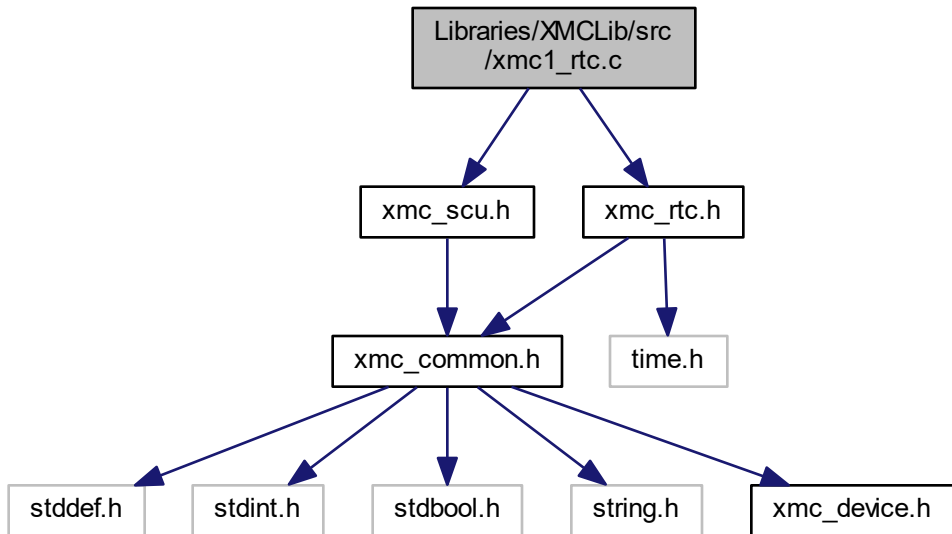 Libraries/XMCLib/src
/xmc1_rtc.c
xmc_scu.h
xmc_rtc.h
xmc_common.h
time.h
stddef.h
stdint.h
stdbool.h
string.h
xmc_device.h